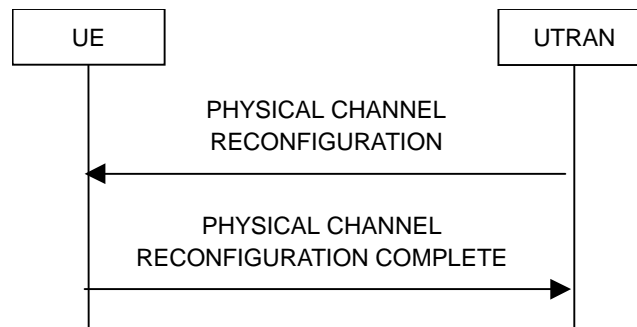 UE
UTRAN
PHYSICAL CHANNEL
RECONFIGURATION
PHYSICAL CHANNEL
RECONFIGURATION COMPLETE